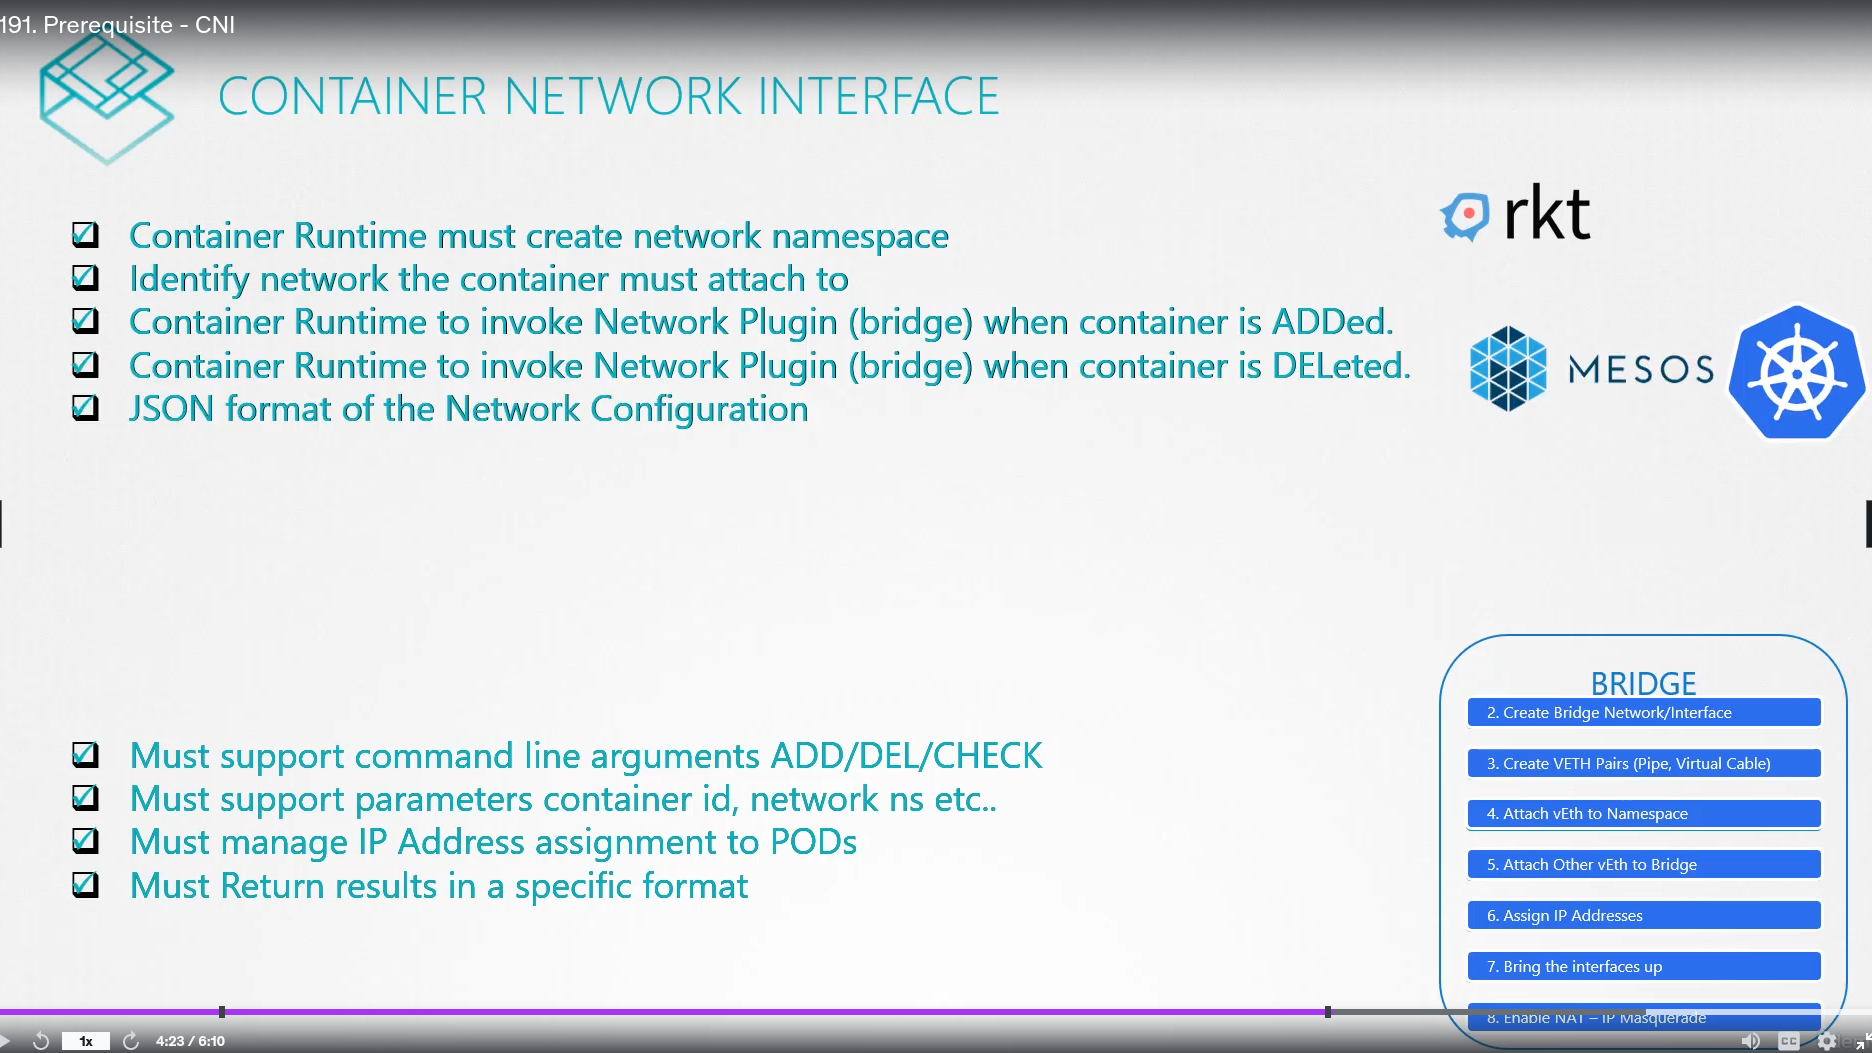 191. Prerequisite - CNI
CONTAINER NETWORK INTERFACE
rkt
Container Runtime must create network namespace
Identify network the container must attach to
Container Runtime to invoke Network Plugin (bridge) when container is ADDed.
Container Runtime to invoke Network Plugin (bridge) when container is DELeted.
JSON format of the Network Configuration
MESOS
Must support command line arguments ADD/DEL/CHECK
Must support parameters container id, network ns etc..
Must manage IP Address assignment to PODs
Must Return results in a specific format
BRIDGE
2. Create Bridge Network/Interface
3. Create VETH Pairs (Pipe, Virtual Cable)
4. Attach vEth to Namespace
5. Attach Other vEth to Bridge
6. Assign IP Addresses
7. Bring the interfaces up
8. Enable NAT – IP Masquerade
1x
4:23 / 6:10
CC